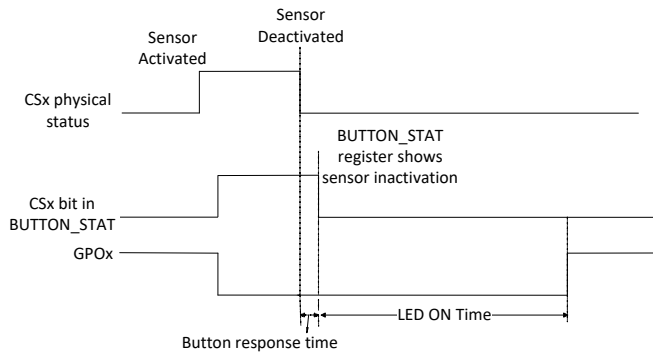 Sensor
Deactivated
Sensor
Activated
CSx physical
status
BUTTON_STAT
register shows
sensor inactivation
CSx bit in
BUTTON_STAT
GPOx
LED ON Time
Button response time